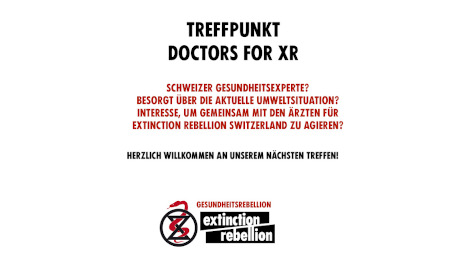 TREFFPUNKT
DOCTORS FOR XR
SCHWEIZER GESUNDHEITSEXPERTE?
BESORGT ÜBER DIE AKTUELLE UMWELTSITUATION?
INTERESSE, UM GEMEINSAM MIT DEN ÄRZTEN FÜR
EXTINCTION REBELLION SWITZERLAND ZU AGIEREN?
HERZLICH WILLKOMMEN AN UNSEREM NÄCHSTEN TREFFEN!
GESUNDHEITSREBELLION
extinction
rebellion